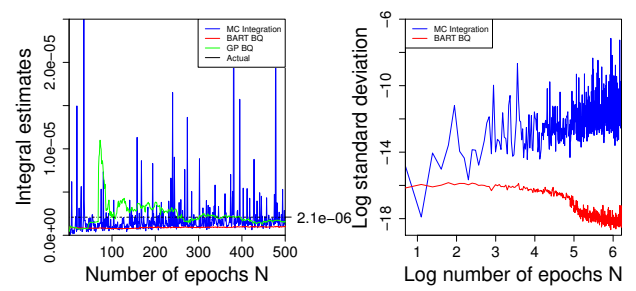 MC Integration
BART BQ
GP BQ
Actual
Integral estimates
0.0e+00
1.0e-05
2.0e-05
2.1e-06
100 200 300 400 500
Number of epochs N
MC Integration
BART BQ
Log standard deviation
-6
-10
-14
-18
1 2 3 4 5 6
Log number of epochs N